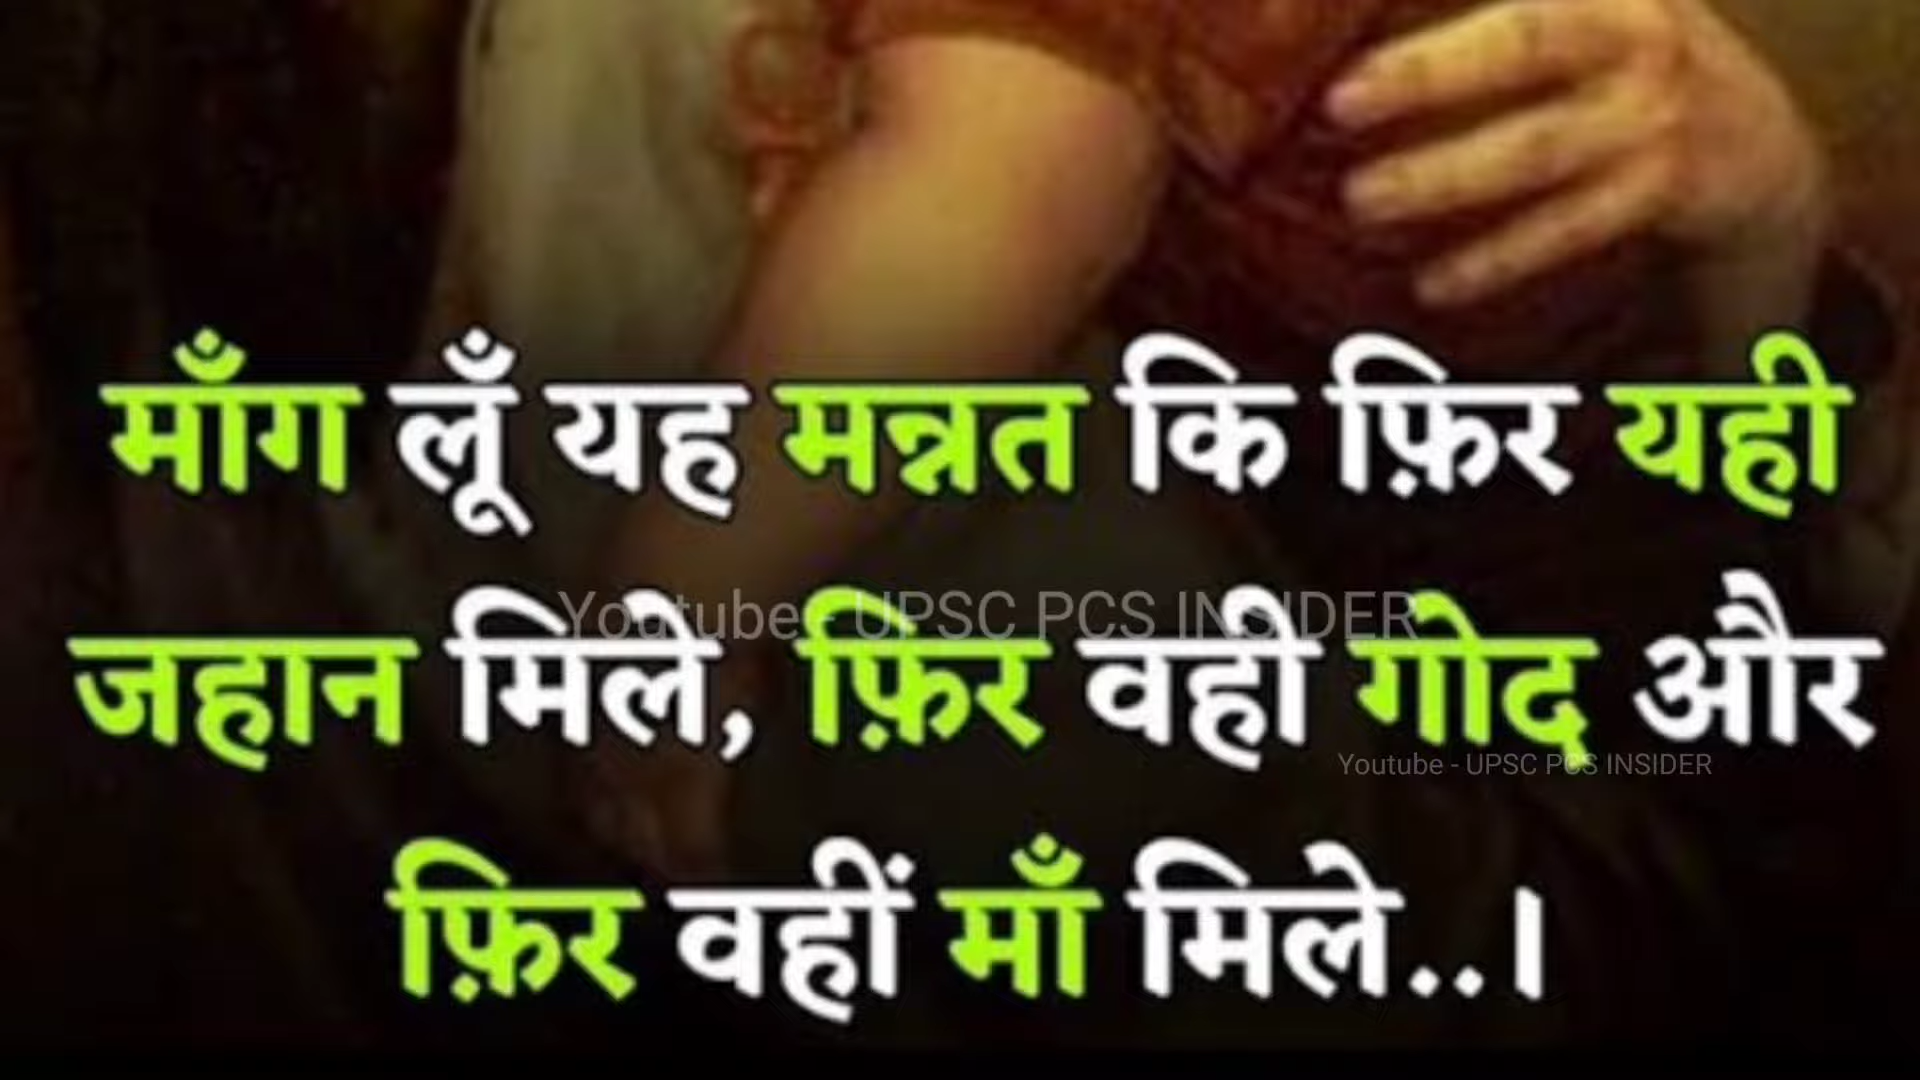 माँग लूँ यह मन्नत कि फ़िर यही
Youtube - UPSC PCS INSIDER
जहान मिले, फ़िर वही गोद और
Youtube - UPSC PCS INSIDER
फ़िर वहीं माँ मिले..।